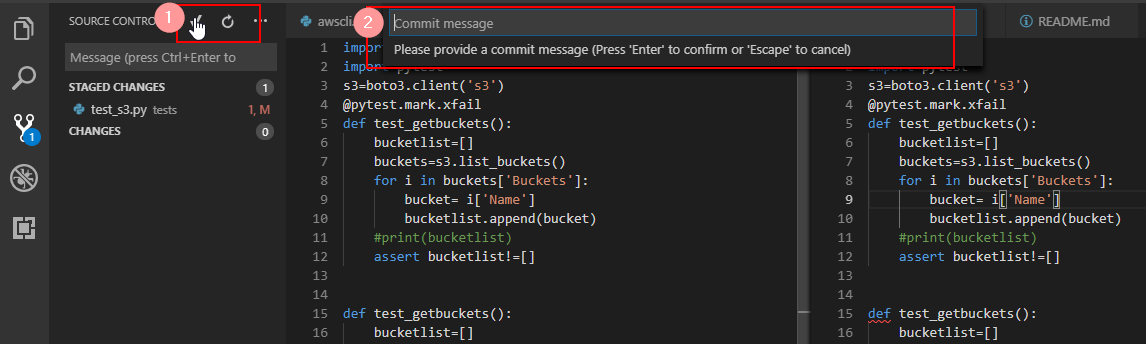 SOURCE CONTRO
1
Message (press Ctrl+Enter to
STAGED CHANGES 1
test_s3.py tests 1, M
CHANGES 0
1
awscli.
2
Commit message
Please provide a commit message (Press 'Enter' to confirm or 'Escape' to cancel)
README.md
1 impor
2 import pytest
3 s3=boto3.client('s3')
4 @pytest.mark.xfail
5 def test_getbuckets():
6 bucketlist=[]
7 buckets=s3.list_buckets()
8 for i in buckets['Buckets']:
9 bucket= i['Name']
10 bucketlist.append(bucket)
11 #print(bucketlist)
12 assert bucketlist!=[]
13
14
15 def test_getbuckets():
16 bucketlist=[]
2 import pytest
3 s3=boto3.client('s3')
4 @pytest.mark.xfail
5 def test_getbuckets():
6 bucketlist=[]
7 buckets=s3.list_buckets()
8 for i in buckets['Buckets']:
9 bucket= i['Name']
10 bucketlist.append(bucket)
11 #print(bucketlist)
12 assert bucketlist!=[]
13
14
15 def test_getbuckets():
16 bucketlist=[]